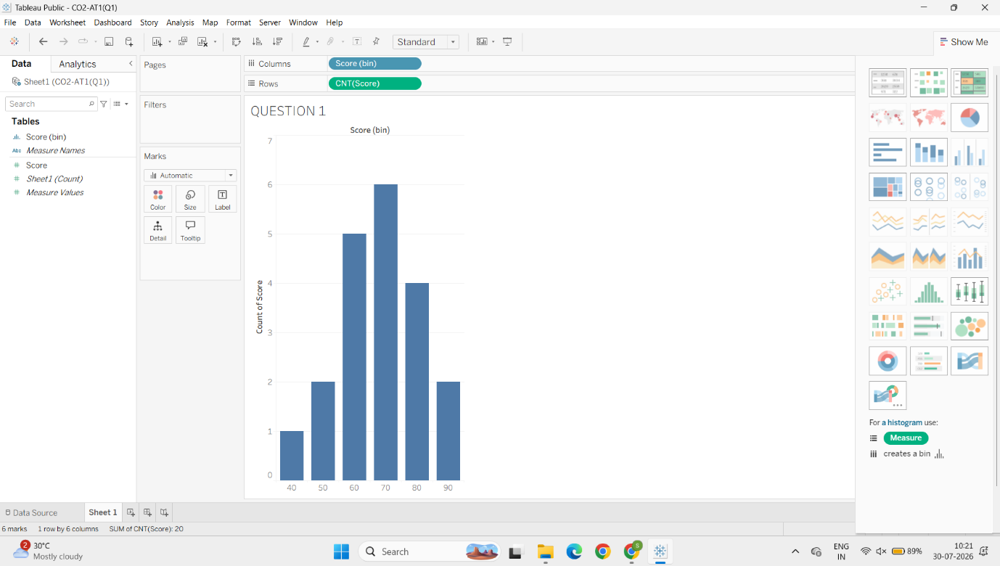 Tableau Public - CO2-AT1(Q1)
File Data Worksheet Dashboard Story Analysis Map Format Server Window Help
Standard
Show Me
Data Analytics
Sheet1 (CO2-AT1(Q1))
Search
Tables
Score (bin)
Abc Measure Names
Score
Sheet1 (Count)
Measure Values
Pages
Filters
Marks
Automatic
Color Size Label
Detail Tooltip
Columns Score (bin)
Rows CNT(Score)
QUESTION 1
Score (bin)
Count of Score
7
6
5
4
3
2
1
0
40 50 60 70 80 90
For a histogram use:
Measure
creates a bin
Data Source Sheet 1
6 marks 1 row by 6 columns SUM of CNT(Score): 20
2
30°C
Mostly cloudy
Search
S
ENG
IN
89%
10:21
30-07-2026